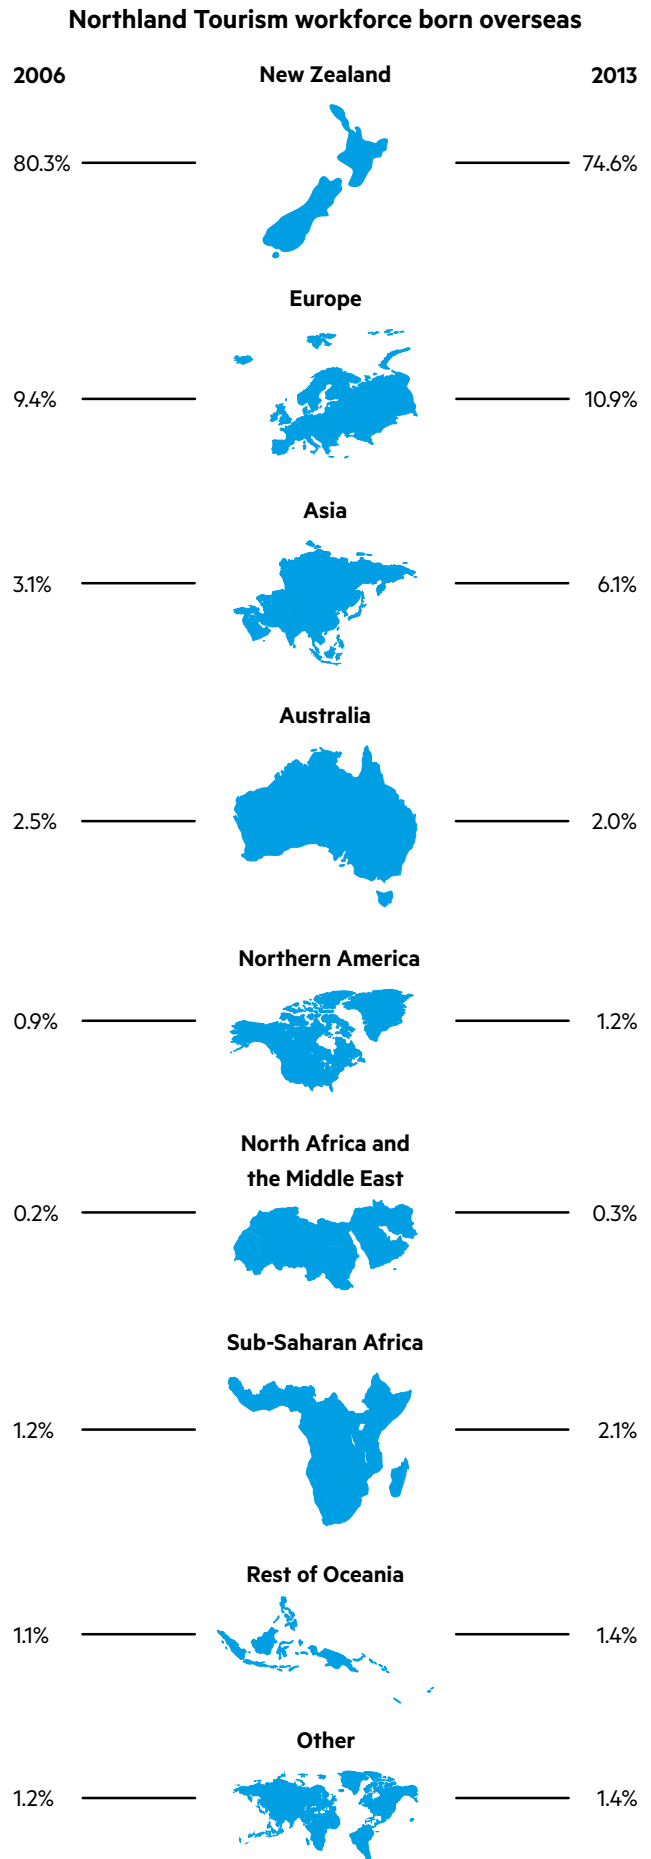 Northland Tourism workforce born overseas
2006 New Zealand 2013
80.3% 74.6%
Europe
9.4% 10.9%
Asia
3.1% 6.1%
Australia
2.5% 2.0%
Northern America
0.9% 1.2%
North Africa and
the Middle East
0.2% 0.3%
Sub-Saharan Africa
1.2% 2.1%
Rest of Oceania
1.1% 1.4%
Other
1.2% 1.4%